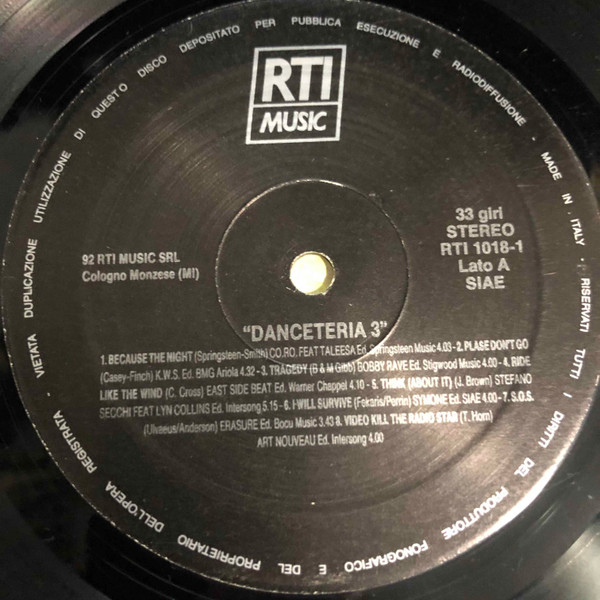 VIETATA DUPLICAZIONE UTILIZZAZIONE DI QUESTO DISCO DEPOSITATO PER PUBBLICA ESECUZIONE E RADIODIFFUSIONE - MADE IN ITALY - RISERVATI TUTTI I DIRITTI DEL PRODUTTORE FONOGRAFICO E DEL PROPRIETARIO DELL'OPERA REGISTRATA
RTI
MUSIC
92 RTI MUSIC SRL
Cologno Monzese (MI)
33 giri
STEREO
RTI 1018-1
Lato A
SIAE
"DANCETERIA 3"
1. BECAUSE THE NIGHT (Springsteen-Smith) CO.RO. FEAT TALEESA Ed. Springsteen Music 4.03 - 2. PLASE DON'T GO
(Casey-Finch) K.W.S. Ed. BMG Ariola 4.32 - 3. TRAGEDY (B & M Gibb) BOBBY RAVE Ed. Stigwood Music 4.00 - 4. RIDE
LIKE THE WIND (C. Cross) EAST SIDE BEAT Ed. Warner Chappel 4.10 - 5. THINK (ABOUT IT) (J. Brown) STEFANO
SECCHI FEAT LYN COLLINS Ed. Intersong 5.15 - 6. I WILL SURVIVE (Fekaris/Perrin) SYMONE Ed. SIAE 4.00 - 7. S.O.S.
(Ulvaeus/Anderson) ERASURE Ed. Bocu Music 3.43 8. VIDEO KILL THE RADIO STAR (T. Horn)
ART NOUVEAU Ed. Intersong 4.00